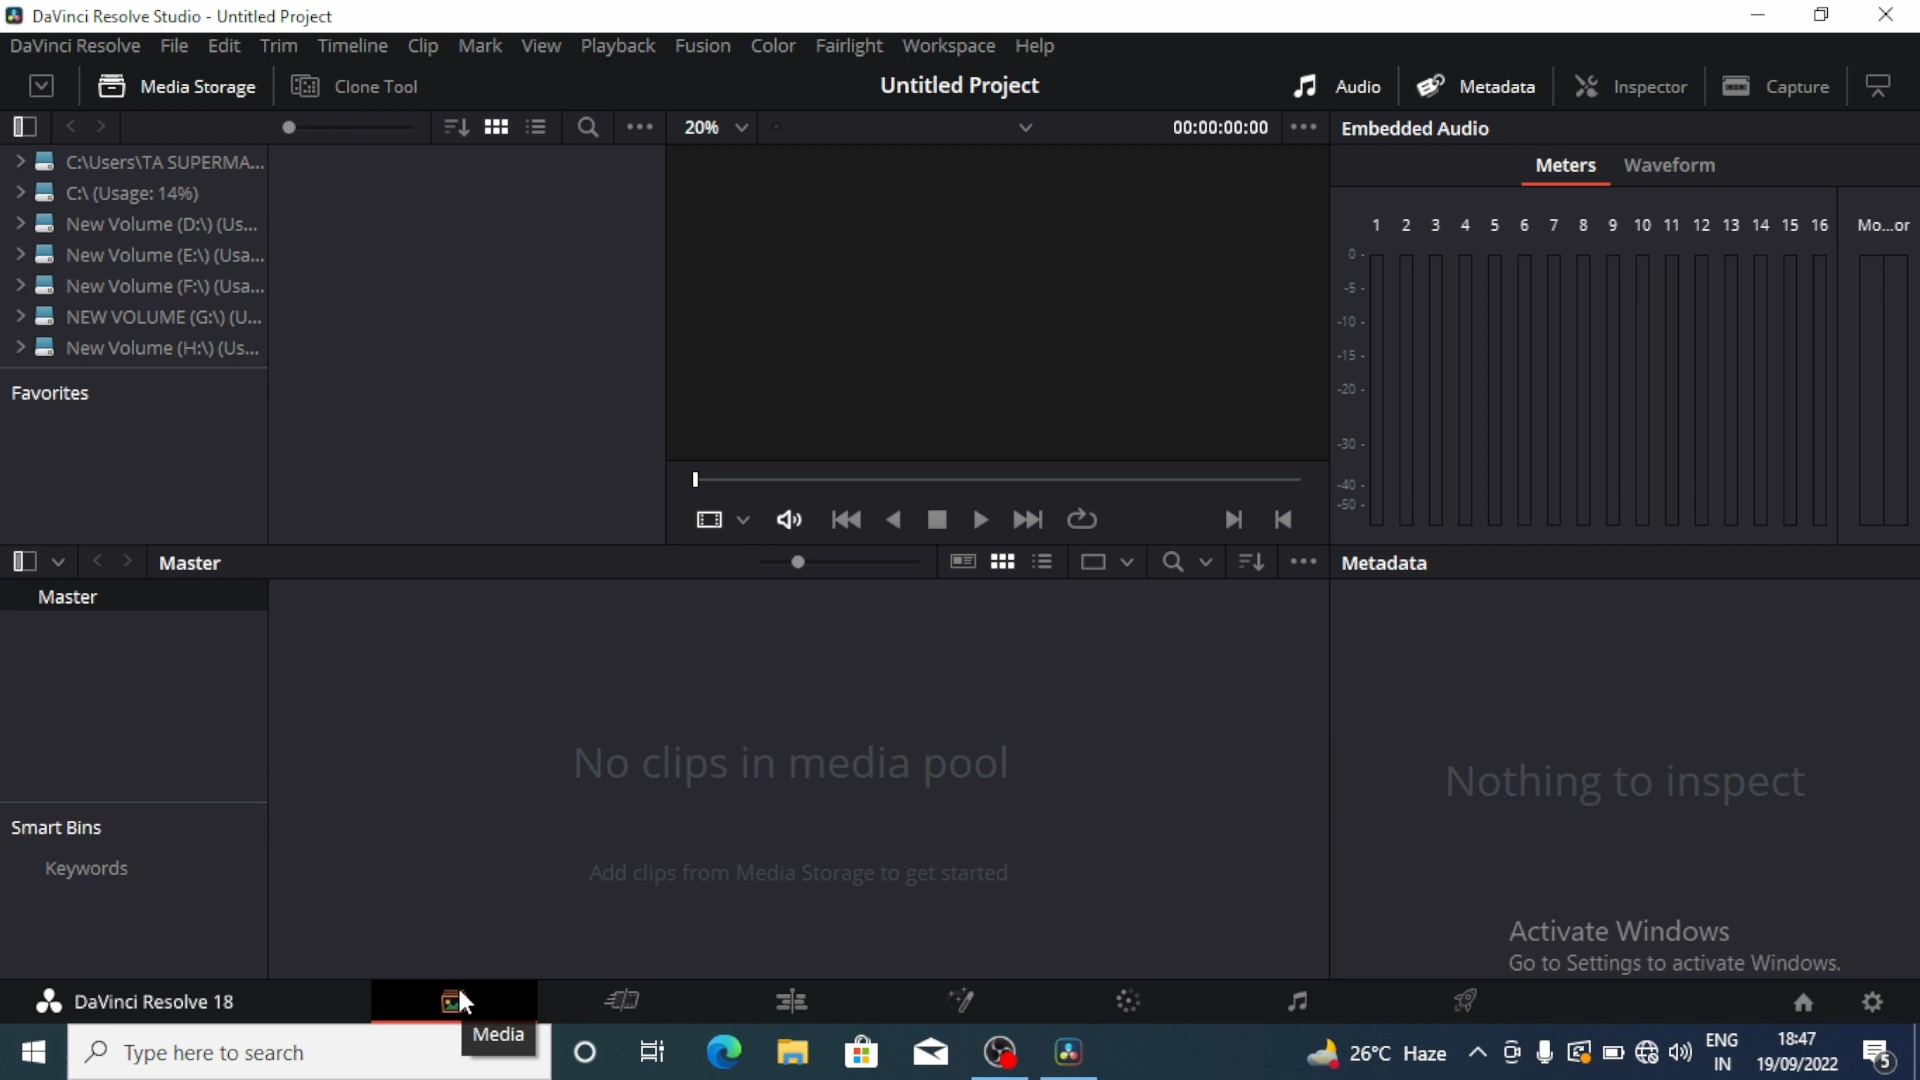 DaVinci Resolve Studio - Untitled Project
DaVinci Resolve File Edit Trim Timeline Clip Mark View Playback Fusion Color Fairlight Workspace Help
Media Storage Clone Tool Untitled Project Audio Metadata Inspector Capture
20% 00:00:00:00 Embedded Audio
C:\Users\TA SUPERMA...
C:\ (Usage: 14%)
New Volume (D:\) (Us...
New Volume (E:\) (Usa...
New Volume (F:\) (Usa...
NEW VOLUME (G:\) (U...
New Volume (H:\) (Us...
Favorites
Meters Waveform
1 2 3 4 5 6 7 8 9 10 11 12 13 14 15 16 Mo...or
0 -
-5 -
-10 -
-15 -
-20 -
-30 -
-40 -
-50 -
Master Metadata
Master
No clips in media pool
Add clips from Media Storage to get started
Smart Bins
Keywords
Nothing to inspect
Activate Windows
Go to Settings to activate Windows.
DaVinci Resolve 18
Media
Type here to search
26°C Haze
ENG
IN
18:47
19/09/2022
5